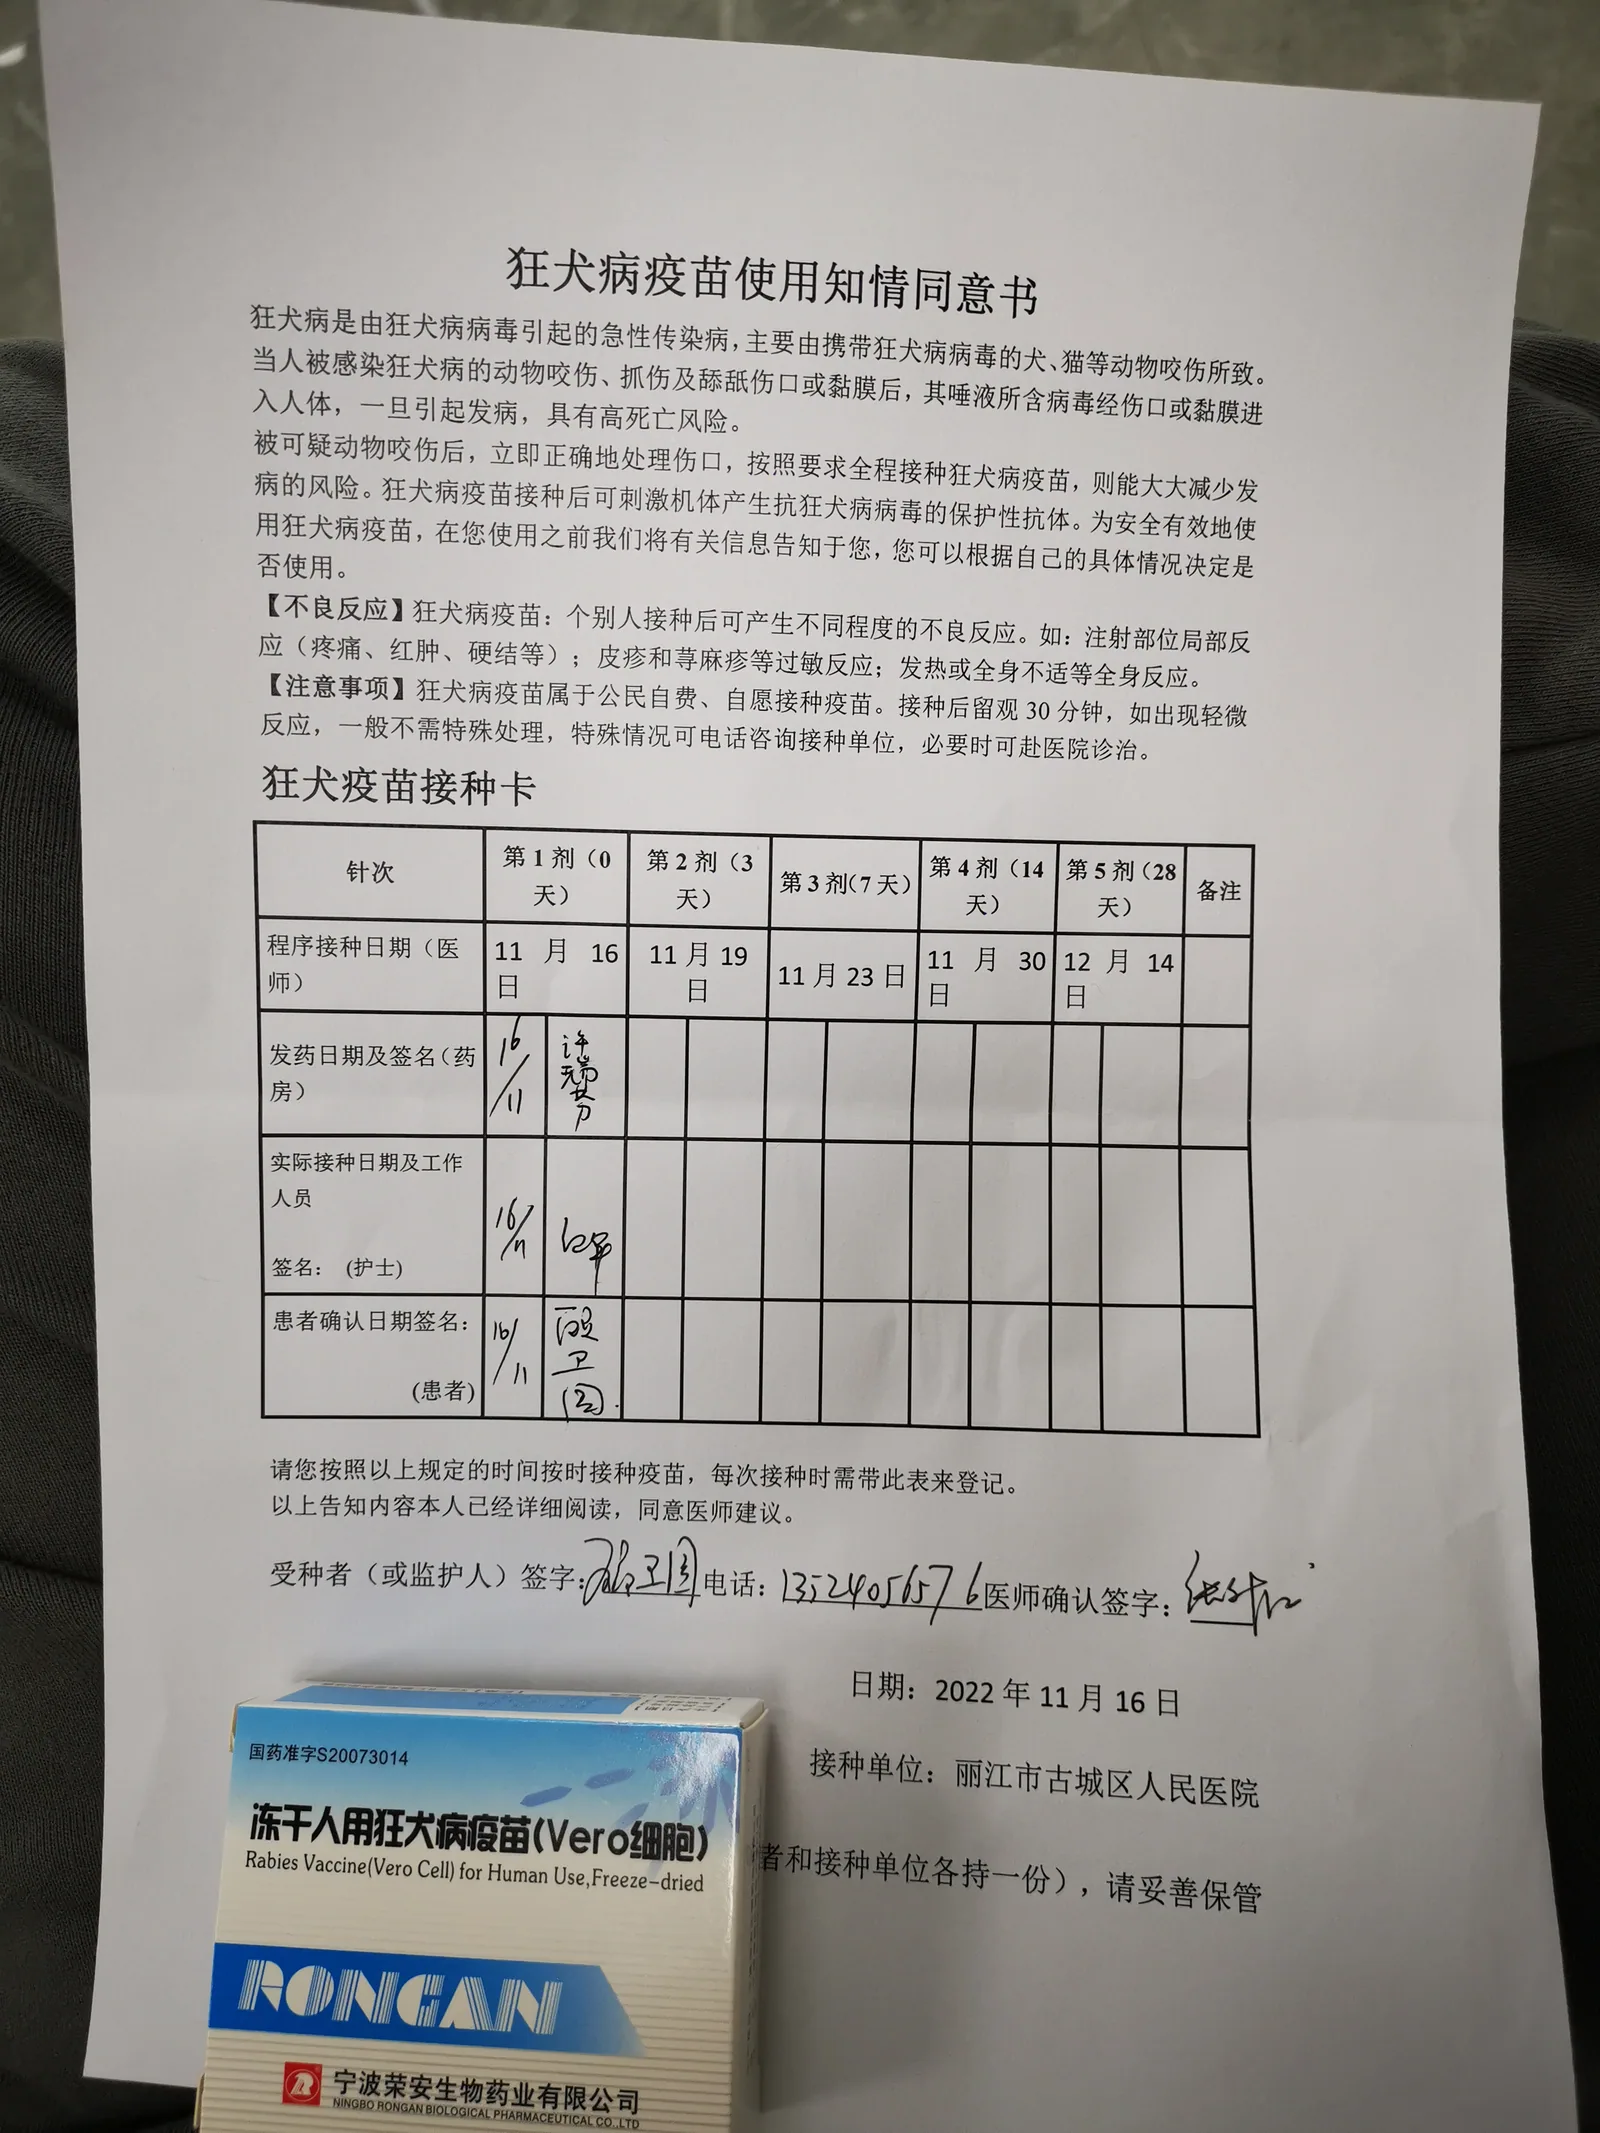 狂犬病疫苗使用知情同意书
狂犬病是由狂犬病病毒引起的急性传染病，主要由携带狂犬病病毒的犬、猫等动物咬伤所致。
当人被感染狂犬病的动物咬伤、抓伤及舔舐伤口或黏膜后，其唾液所含病毒经伤口或黏膜进
入人体，一旦引起发病，具有高死亡风险。
被可疑动物咬伤后，立即正确地处理伤口，按照要求全程接种狂犬病疫苗，则能大大减少发
病的风险。狂犬病疫苗接种后可刺激机体产生抗狂犬病病毒的保护性抗体。为安全有效地使
用狂犬病疫苗，在您使用之前我们将有关信息告知于您，您可以根据自己的具体情况决定是
否使用。
【不良反应】狂犬病疫苗：个别人接种后可产生不同程度的不良反应。如：注射部位局部反
应（疼痛、红肿、硬结等）；皮疹和荨麻疹等过敏反应；发热或全身不适等全身反应。
【注意事项】狂犬病疫苗属于公民自费、自愿接种疫苗。接种后留观 30 分钟，如出现轻微
反应，一般不需特殊处理，特殊情况可电话咨询接种单位，必要时可赴医院诊治。
狂犬疫苗接种卡
针次 第 1 剂（0天） 第 2 剂（3天） 第 3 剂（7 天） 第 4 剂（14天） 第 5 剂（28天） 备注
程序接种日期（医师） 11 月 16日 11 月 19日 11 月 23 日 11 月 30日 12 月 14日
发药日期及签名（药房） 16/11
实际接种日期及工作人员
签名： (护士) 16/11
患者确认日期签名：
(患者) 16/11 卫国
请您按照以上规定的时间按时接种疫苗，每次接种时需带此表来登记。
以上告知内容本人已经详细阅读，同意医师建议。
受种者（或监护人）签字：卫国 电话：13524056576 医师确认签字：
日期：2022 年 11 月 16 日
接种单位：丽江市古城区人民医院
者和接种单位各持一份），请妥善保管
国药准字S20073014
冻干人用狂犬病疫苗(Vero细胞)
Rabies Vaccine(Vero Cell) for Human Use,Freeze-dried
RONGAN
宁波荣安生物药业有限公司
NINGBO RONGAN BIOLOGICAL PHARMACEUTICAL CO.,LTD